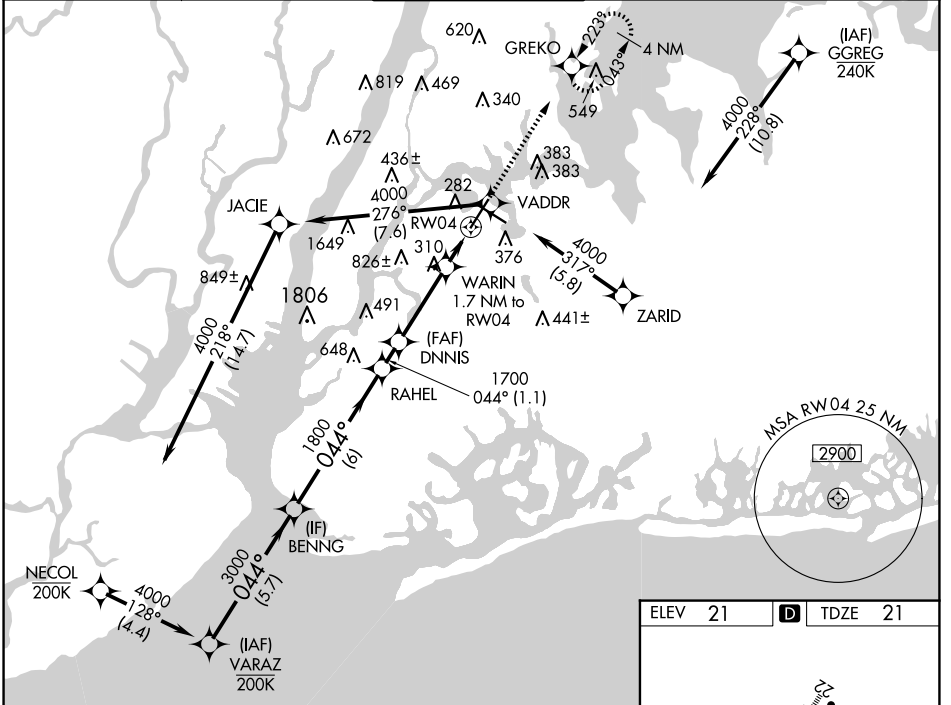 620
GREKO
223°
4 NM
043°
549
(IAF)
GGREG
240K
4000
228°
(10.8)
819
469
340
672
436±
383
383
282
VADDR
4000
276°
(7.6)
JACIE
1649
RW04
310
826±
376
4000
317°
(5.8)
ZARID
WARIN
1.7 NM to
RW04
849±
1806
491
441±
4000
218°
(14.7)
648
(FAF)
DNNIS
RAHEL
1700
044° (1.1)
1800
044°
(6)
MSA RW04 25 NM
2900
(IF)
BENNG
3000
044°
(5.7)
NECOL
200K
4000
128°
(4.4)
(IAF)
VARAZ
200K
ELEV 21 D TDZE 21
22